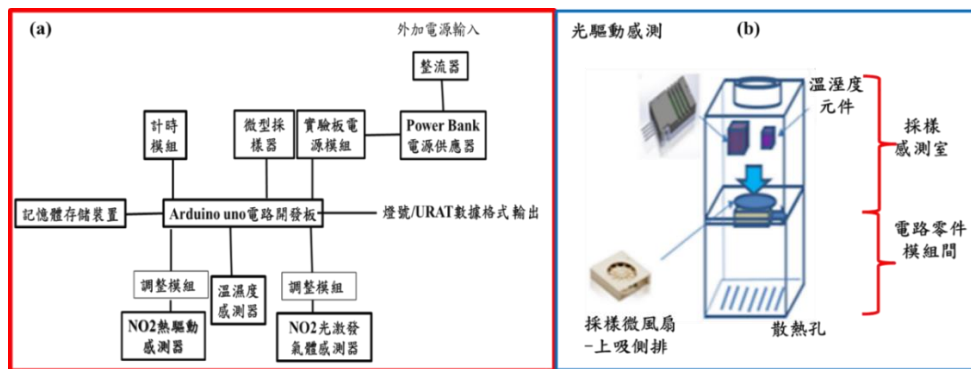 (a)
外加電源輸入
整流器
計時
模組
微型採
樣器
實驗板電
源模組
Power Bank
電源供應器
記憶體存儲裝置
Arduino uno電路開發板
燈號/URAT數據格式輸出
調整模組
溫濕度
感測器
調整模組
NO2熱驅動
感測器
NO2光激發
氣體感測器
光驅動感測
(b)
溫溼度
元件
採樣
感測室
電路零件
模組間
採樣微風扇
-上吸側排
散熱孔